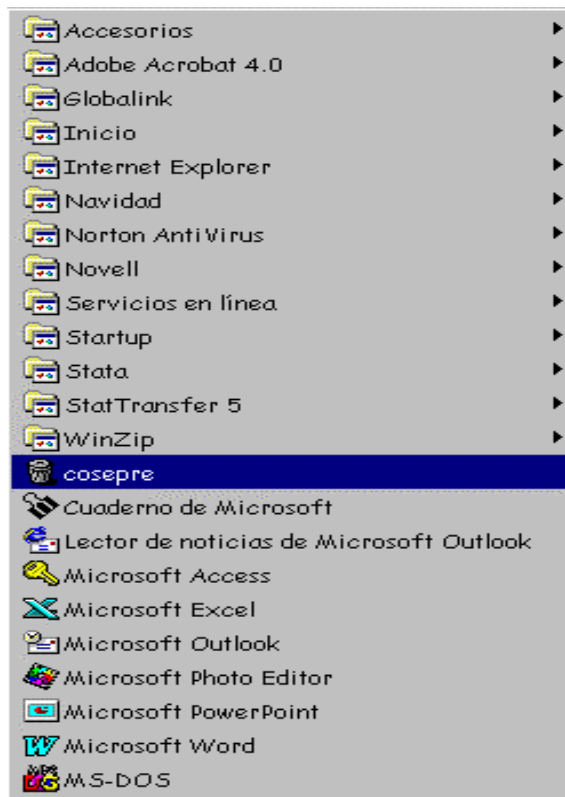 Accesorios
Adobe Acrobat 4.0
Globalink
Inicio
Internet Explorer
Navidad
Norton AntiVirus
Novell
Servicios en línea
Startup
Stata
StatTransfer 5
WinZip
cosepre
Cuaderno de Microsoft
Lector de noticias de Microsoft Outlook
Microsoft Access
Microsoft Excel
Microsoft Outlook
Microsoft Photo Editor
Microsoft PowerPoint
Microsoft Word
MS-DOS